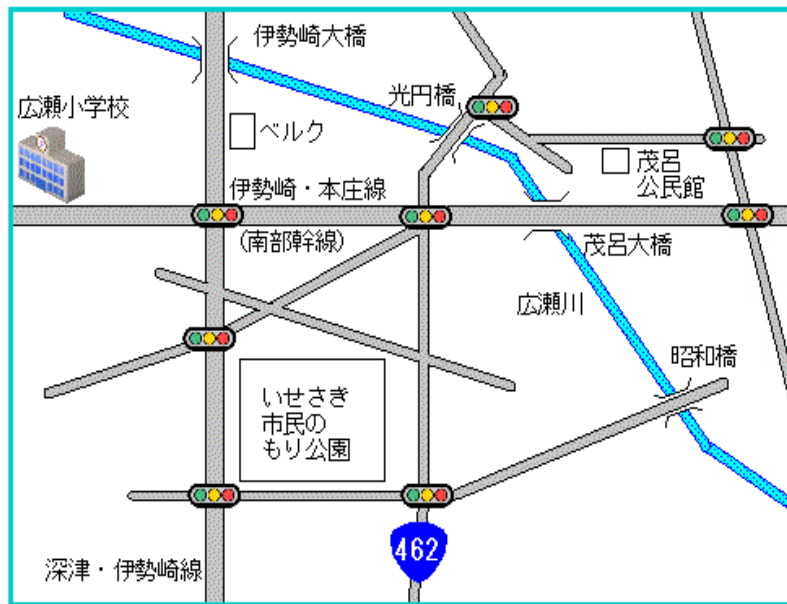 伊勢崎大橋
光円橋
広瀬小学校
ベルク
茂呂
公民館
伊勢崎・本庄線
(南部幹線)
茂呂大橋
広瀬川
昭和橋
いせさき
市民の
もり公園
462
深津・伊勢崎線